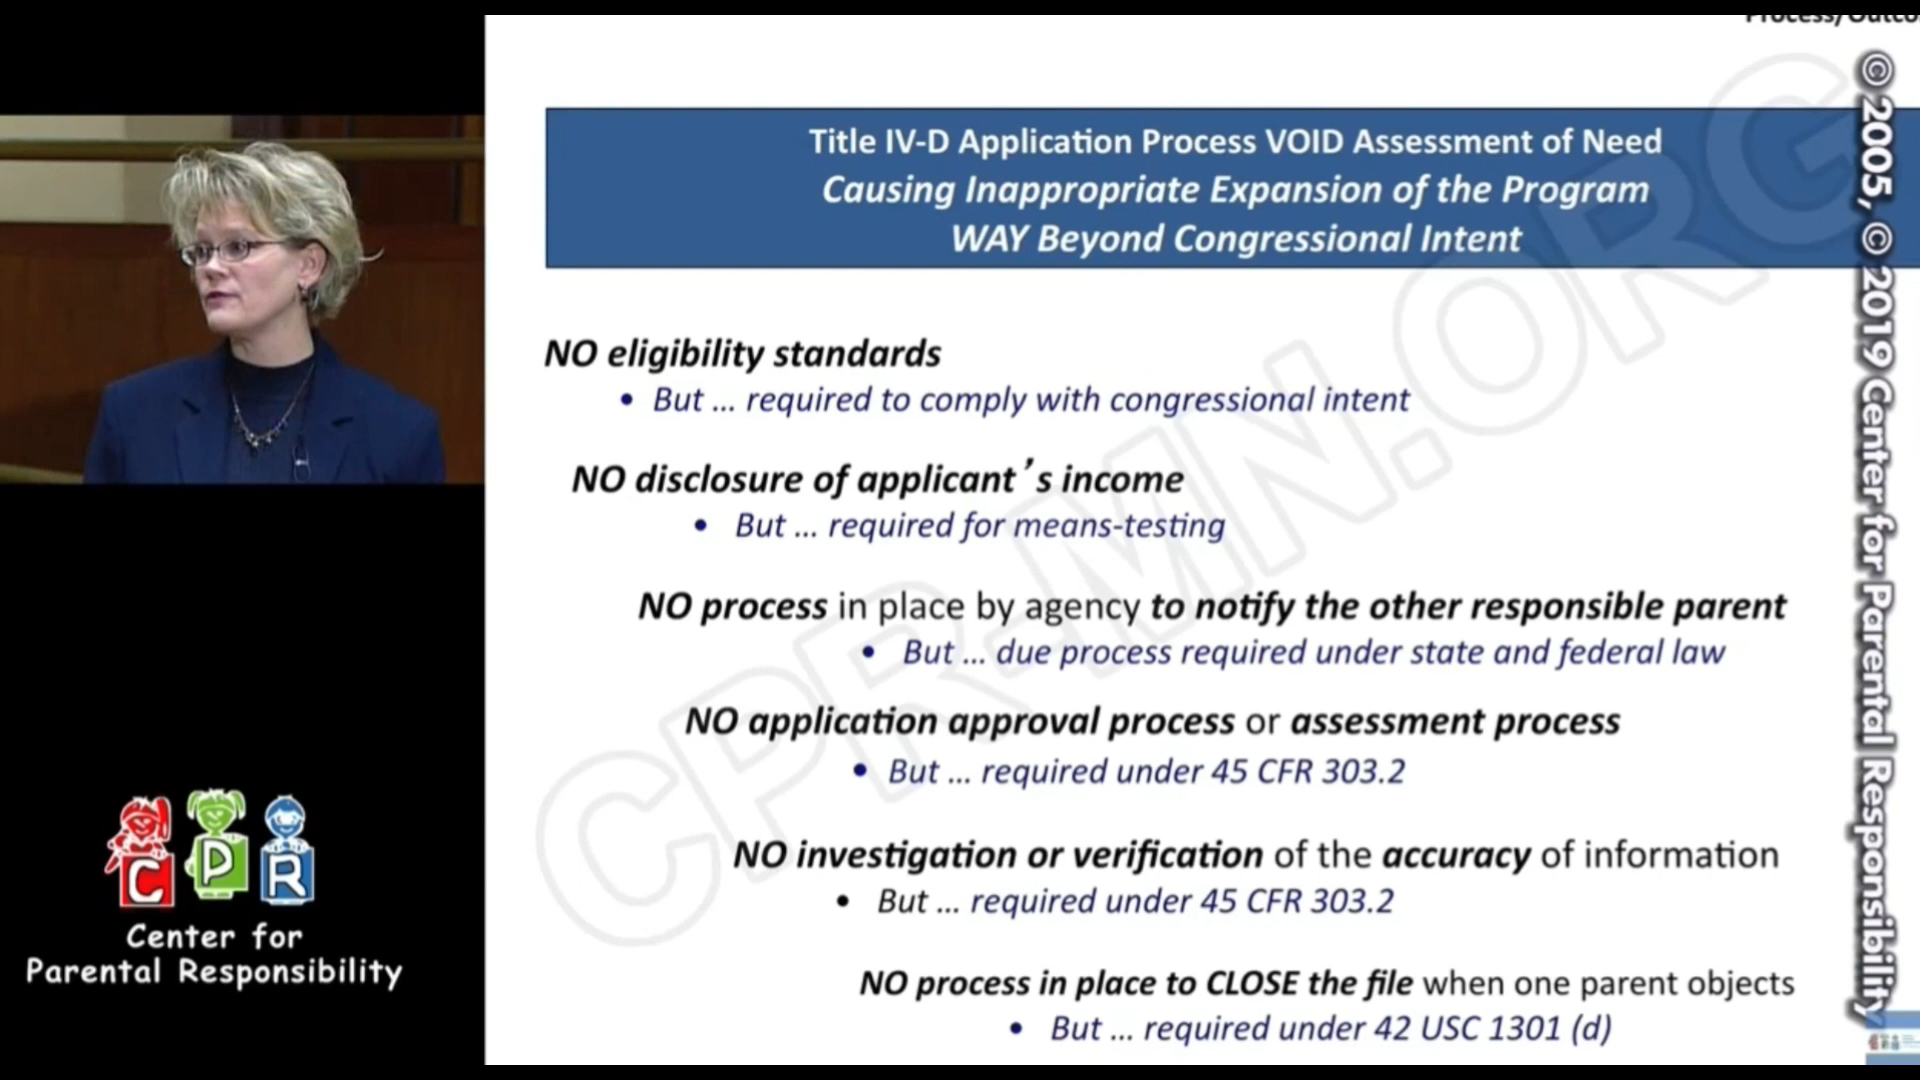 Process/Outco
Title IV-D Application Process VOID Assessment of Need
Causing Inappropriate Expansion of the Program
WAY Beyond Congressional Intent
NO eligibility standards
• But ... required to comply with congressional intent
NO disclosure of applicant's income
• But ... required for means-testing
NO process in place by agency to notify the other responsible parent
• But ... due process required under state and federal law
NO application approval process or assessment process
• But ... required under 45 CFR 303.2
NO investigation or verification of the accuracy of information
• But ... required under 45 CFR 303.2
NO process in place to CLOSE the file when one parent objects
• But ... required under 42 USC 1301 (d)
CPR-MN.ORG
© 2005, © 2019 Center for Parental Responsibility
CPR
Center for
Parental Responsibility